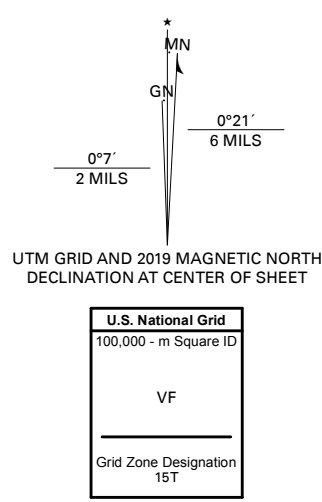 MN
GN
0°21´
6 MILS
0°7´
2 MILS
UTM GRID AND 2019 MAGNETIC NORTH
DECLINATION AT CENTER OF SHEET
U.S. National Grid
100,000 - m Square ID
VF
Grid Zone Designation
15T